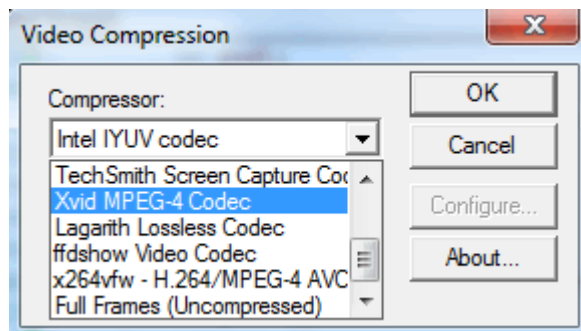 Video Compression
Compressor:
OK
Intel IYUV codec
Cancel
TechSmith Screen Capture Coc
Xvid MPEG-4 Codec
Configure...
Lagarith Lossless Codec
ffdshow Video Codec
About...
x264vfw - H.264/MPEG-4 AVC
Full Frames (Uncompressed)